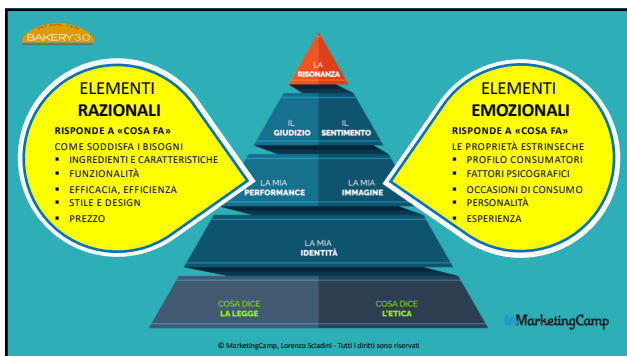 BAKERY 3.0
LA
RISONANZA
ELEMENTI
RAZIONALI
RISPONDE A «COSA FA»
COME SODDISFA I BISOGNI
▪ INGREDIENTI E CARATTERISTICHE
▪ FUNZIONALITÀ
▪ EFFICACIA, EFFICIENZA
▪ STILE E DESIGN
▪ PREZZO
IL
GIUDIZIO
IL
SENTIMENTO
ELEMENTI
EMOZIONALI
RISPONDE A «COSA FA»
LE PROPRIETÀ ESTRINSECHE
▪ PROFILO CONSUMATORI
▪ FATTORI PSICOGRAFICI
▪ OCCASIONI DI CONSUMO
▪ PERSONALITÀ
▪ ESPERIENZA
LA MIA
PERFORMANCE
LA MIA
IMMAGINE
LA MIA
IDENTITÀ
COSA DICE
LA LEGGE
COSA DICE
L'ETICA
MarketingCamp
© MarketingCamp, Lorenzo Sciadini - Tutti i diritti sono riservati